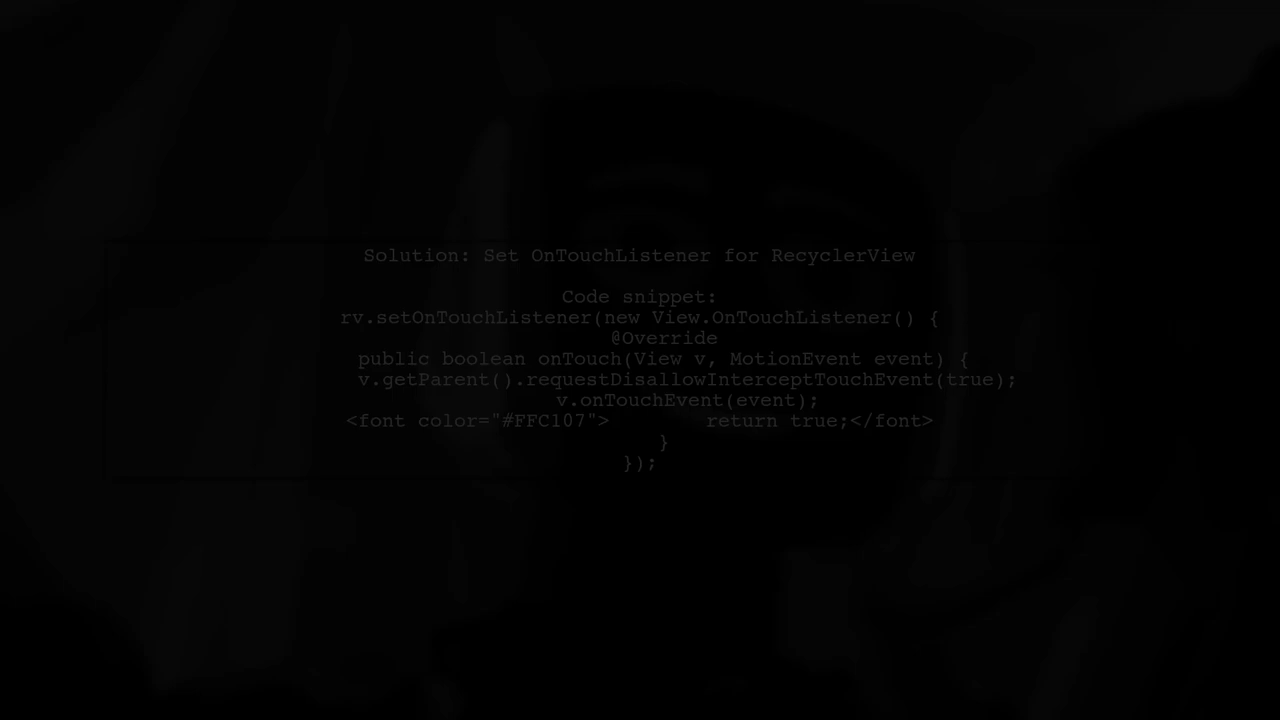 Solution: Set OnTouchListener for RecyclerView
Code snippet:
rv.setOnTouchListener(new View.OnTouchListener() {
@Override
public boolean onTouch(View v, MotionEvent event) {
v.getParent().requestDisallowInterceptTouchEvent(true);
v.onTouchEvent(event);
<font color="#FFC107">        return true;</font>
}
});